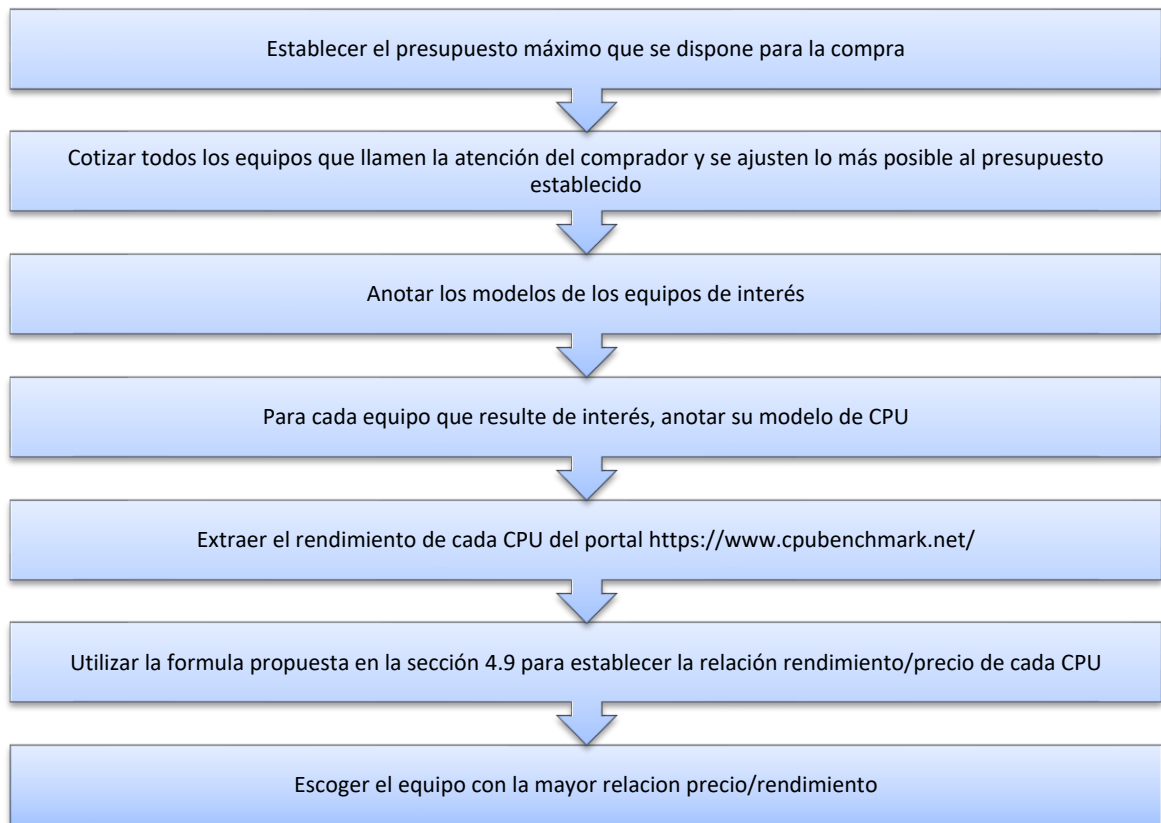 Establecer el presupuesto máximo que se dispone para la compra
Cotizar todos los equipos que llamen la atención del comprador y se ajusten lo más posible al presupuesto
establecido
Anotar los modelos de los equipos de interés
Para cada equipo que resulte de interés, anotar su modelo de CPU
Extraer el rendimiento de cada CPU del portal https://www.cpubenchmark.net/
Utilizar la formula propuesta en la sección 4.9 para establecer la relación rendimiento/precio de cada CPU
Escoger el equipo con la mayor relacion precio/rendimiento